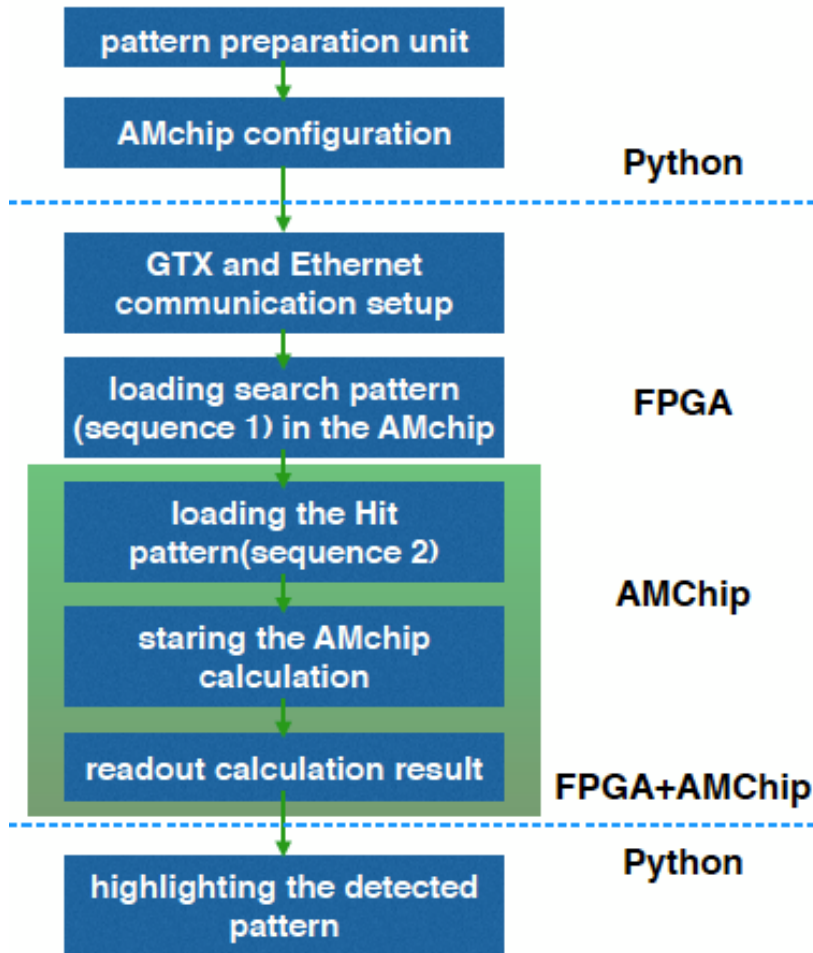 pattern preparation unit
AMchip configuration
Python
GTX and Ethernet
communication setup
loading search pattern
(sequence 1) in the AMchip
FPGA
loading the Hit
pattern(sequence 2)
AMChip
staring the AMchip
calculation
readout calculation result
FPGA+AMChip
Python
highlighting the detected
pattern